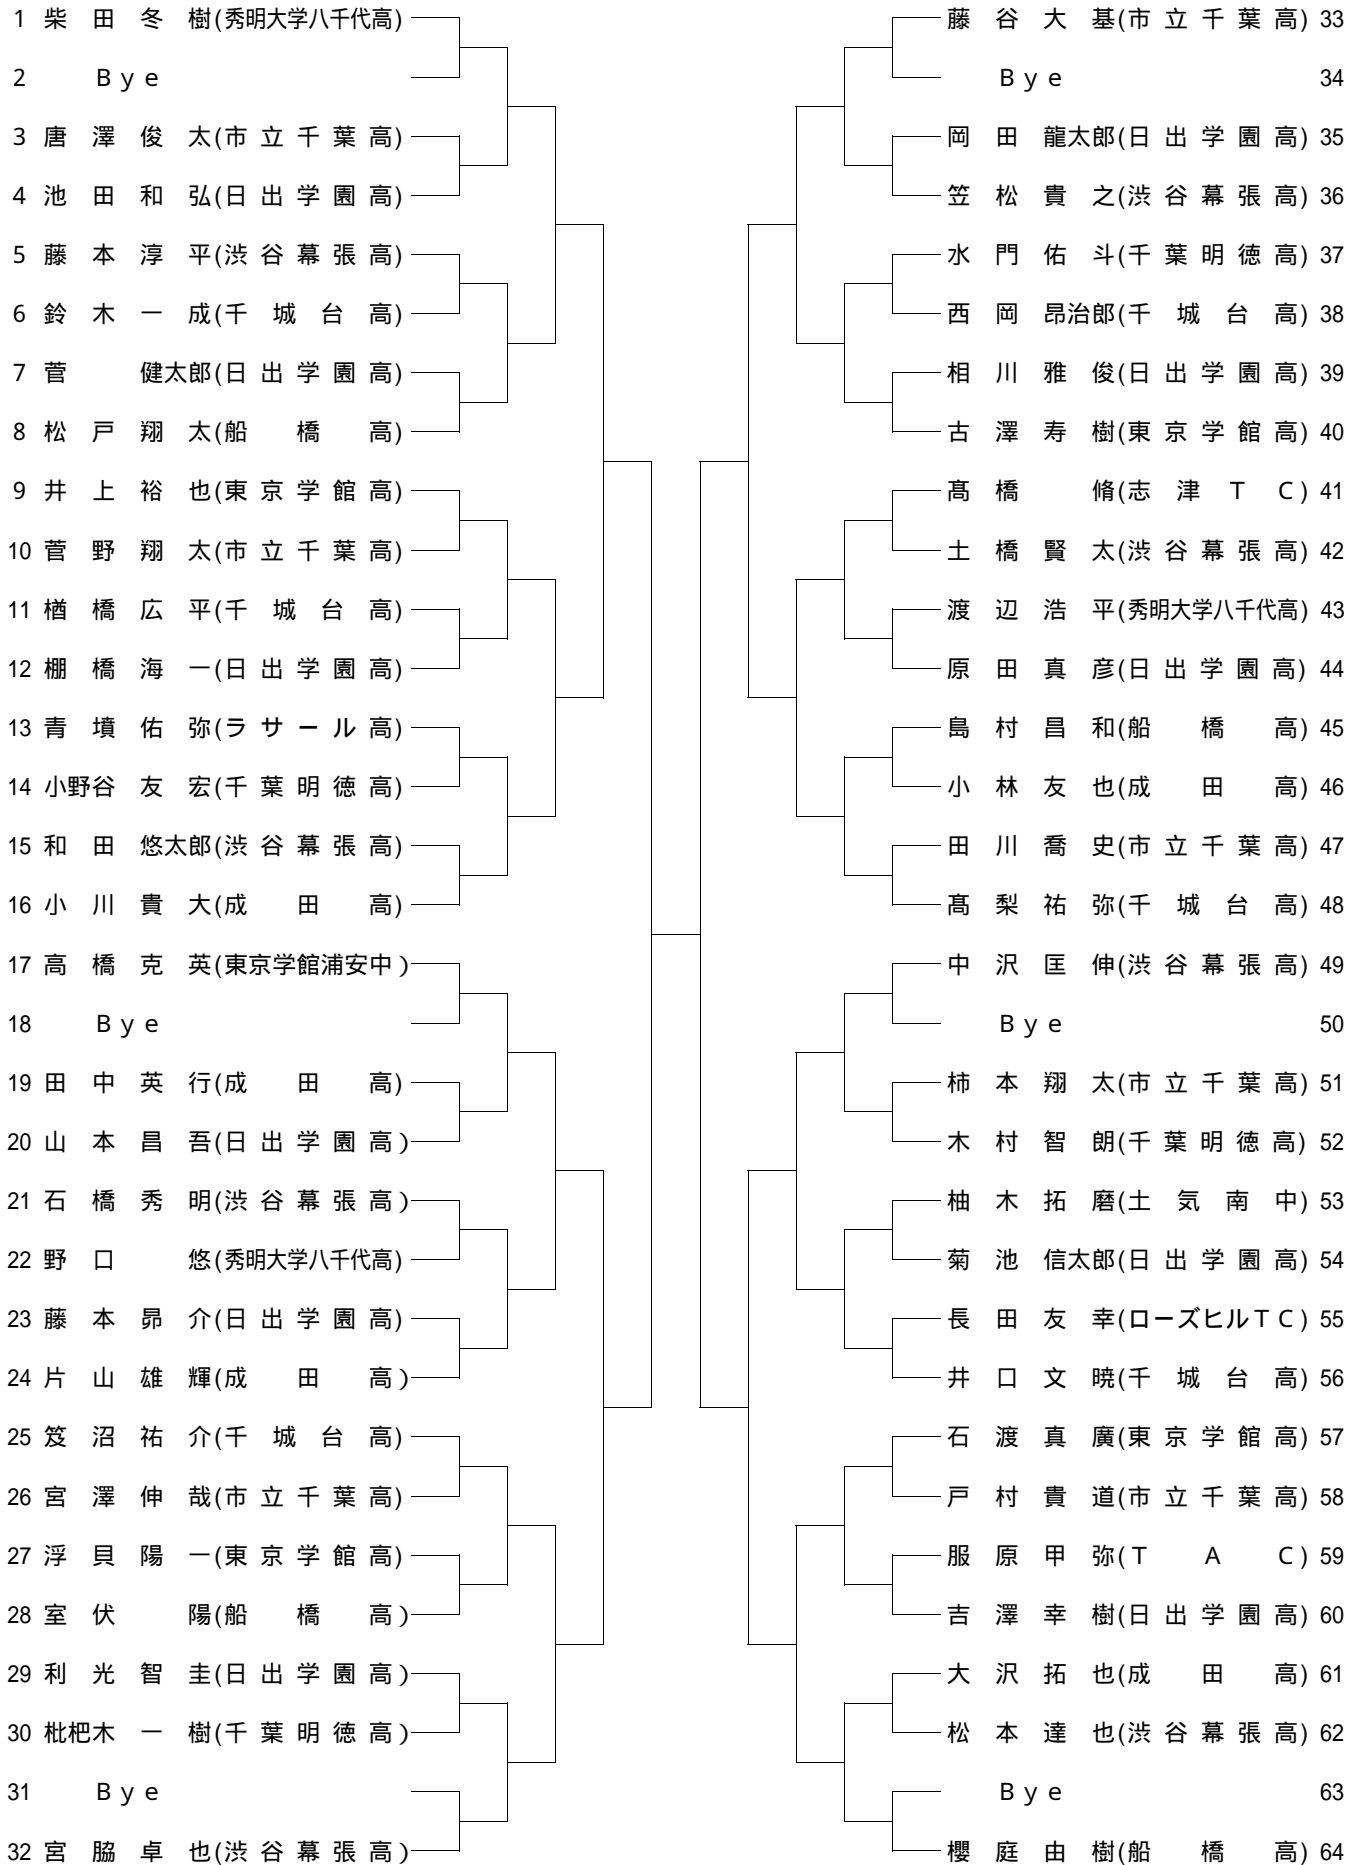 1 柴 田 冬 樹(秀明大学八千代高)
2 Bye
3 唐 澤 俊 太(市 立 千 葉 高)
4 池 田 和 弘(日 出 学 園 高)
5 藤 本 淳 平(渋 谷 幕 張 高)
6 鈴 木 一 成(千 城 台 高)
7 菅 健太郎(日 出 学 園 高)
8 松 戸 翔 太(船 橋 高)
9 井 上 裕 也(東 京 学 館 高)
10 菅 野 翔 太(市 立 千 葉 高)
11 楢 橋 広 平(千 城 台 高)
12 棚 橋 海 一(日 出 学 園 高)
13 青 墳 佑 弥(ラ サ ー ル 高)
14 小野谷 友 宏(千 葉 明 徳 高)
15 和 田 悠太郎(渋 谷 幕 張 高)
16 小 川 貴 大(成 田 高)
17 高 橋 克 英(東京学館浦安中)
18 Bye
19 田 中 英 行(成 田 高)
20 山 本 昌 吾(日 出 学 園 高)
21 石 橋 秀 明(渋 谷 幕 張 高)
22 野 口 悠(秀明大学八千代高)
23 藤 本 昴 介(日 出 学 園 高)
24 片 山 雄 輝(成 田 高)
25 笈 沼 祐 介(千 城 台 高)
26 宮 澤 伸 哉(市 立 千 葉 高)
27 浮 貝 陽 一(東 京 学 館 高)
28 室 伏 陽(船 橋 高)
29 利 光 智 圭(日 出 学 園 高)
30 枇杷木 一 樹(千 葉 明 徳 高)
31 Bye
32 宮 脇 卓 也(渋 谷 幕 張 高)
藤 谷 大 基(市 立 千 葉 高) 33
Bye 34
岡 田 龍太郎(日 出 学 園 高) 35
笠 松 貴 之(渋 谷 幕 張 高) 36
水 門 佑 斗(千 葉 明 徳 高) 37
西 岡 昂治郎(千 城 台 高) 38
相 川 雅 俊(日 出 学 園 高) 39
古 澤 寿 樹(東 京 学 館 高) 40
髙 橋 脩(志 津 T C) 41
土 橋 賢 太(渋 谷 幕 張 高) 42
渡 辺 浩 平(秀明大学八千代高) 43
原 田 真 彦(日 出 学 園 高) 44
島 村 昌 和(船 橋 高) 45
小 林 友 也(成 田 高) 46
田 川 喬 史(市 立 千 葉 高) 47
髙 梨 祐 弥(千 城 台 高) 48
中 沢 匡 伸(渋 谷 幕 張 高) 49
Bye 50
柿 本 翔 太(市 立 千 葉 高) 51
木 村 智 朗(千 葉 明 徳 高) 52
柚 木 拓 磨(土 気 南 中) 53
菊 池 信太郎(日 出 学 園 高) 54
長 田 友 幸(ローズヒルTC) 55
井 口 文 暁(千 城 台 高) 56
石 渡 真 廣(東 京 学 館 高) 57
戸 村 貴 道(市 立 千 葉 高) 58
服 原 甲 弥(T A C) 59
吉 澤 幸 樹(日 出 学 園 高) 60
大 沢 拓 也(成 田 高) 61
松 本 達 也(渋 谷 幕 張 高) 62
Bye 63
櫻 庭 由 樹(船 橋 高) 64